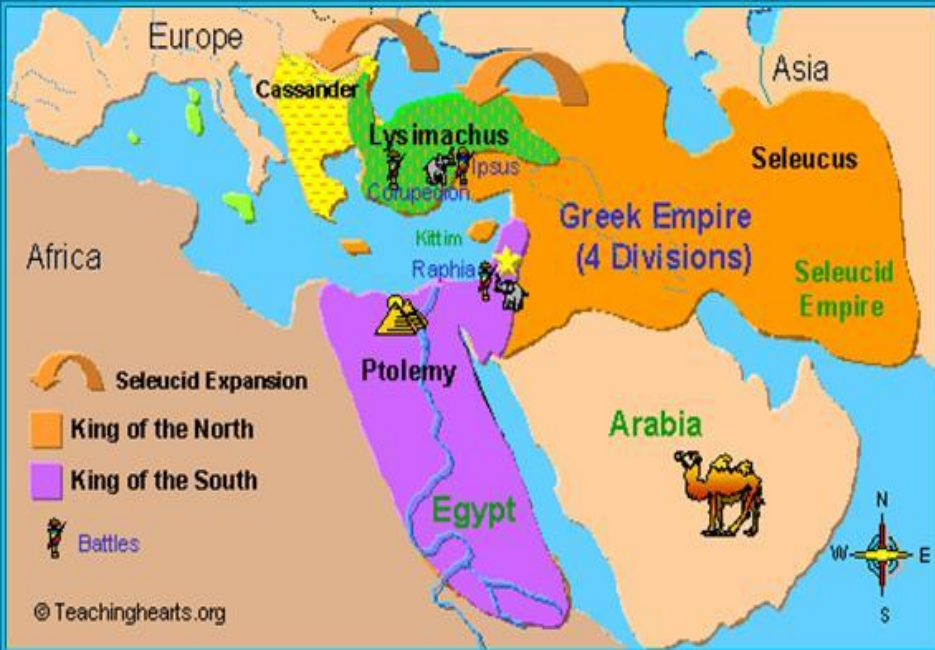 Europe
Asia
Cassander
Lysimachus
Ipsus
Seleucus
Corupedion
Greek Empire
(4 Divisions)
Kittim
Africa
Raphia
Seleucid
Empire
Ptolemy
Seleucid Expansion
King of the North
Arabia
King of the South
Egypt
Battles
N
W
E
S
© Teachinghearts.org